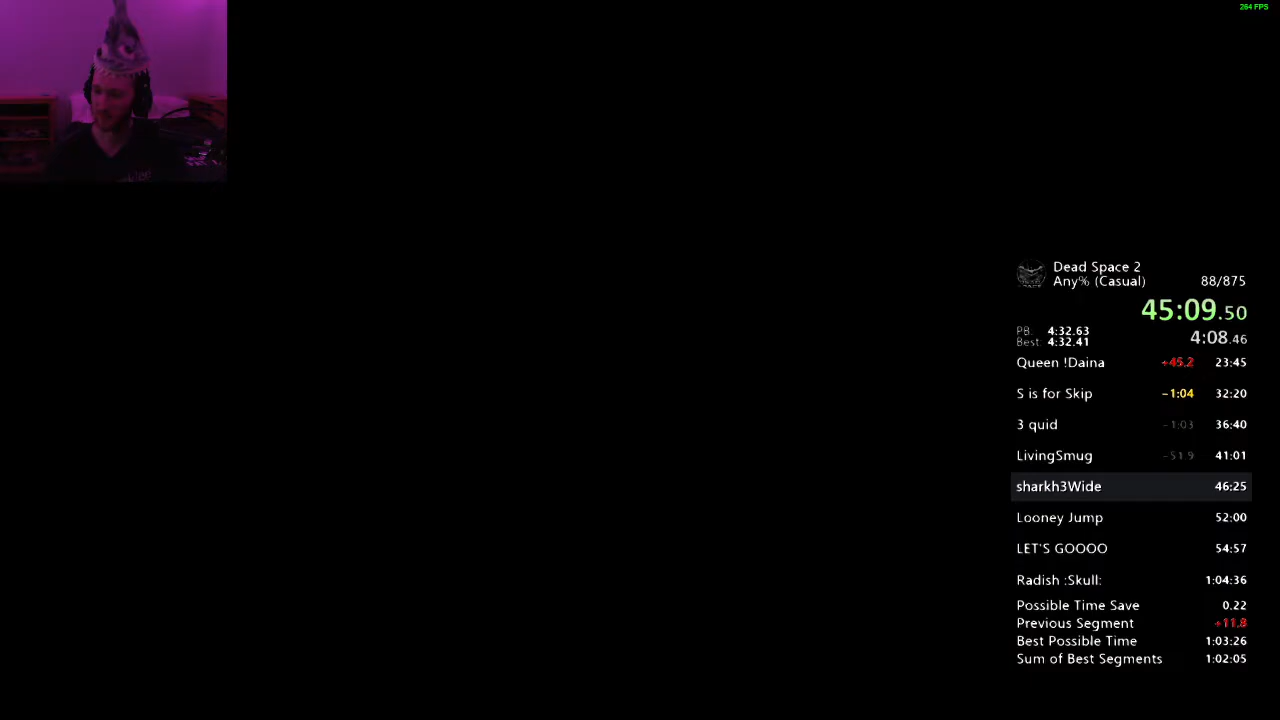 264 FPS
Dead Space 2
Any% (Casual) 88/875
45:09.50
PB: 4:32.63
Best: 4:32.41
4:08.46
Queen !Daina +45.2 23:45
S is for Skip -1:04 32:20
3 quid -1:03 36:40
LivingSmug -51.9 41:01
sharkh3Wide 46:25
Looney Jump 52:00
LET'S GOOOO 54:57
Radish :Skull: 1:04:36
Possible Time Save 0.22
Previous Segment +11.8
Best Possible Time 1:03:26
Sum of Best Segments 1:02:05